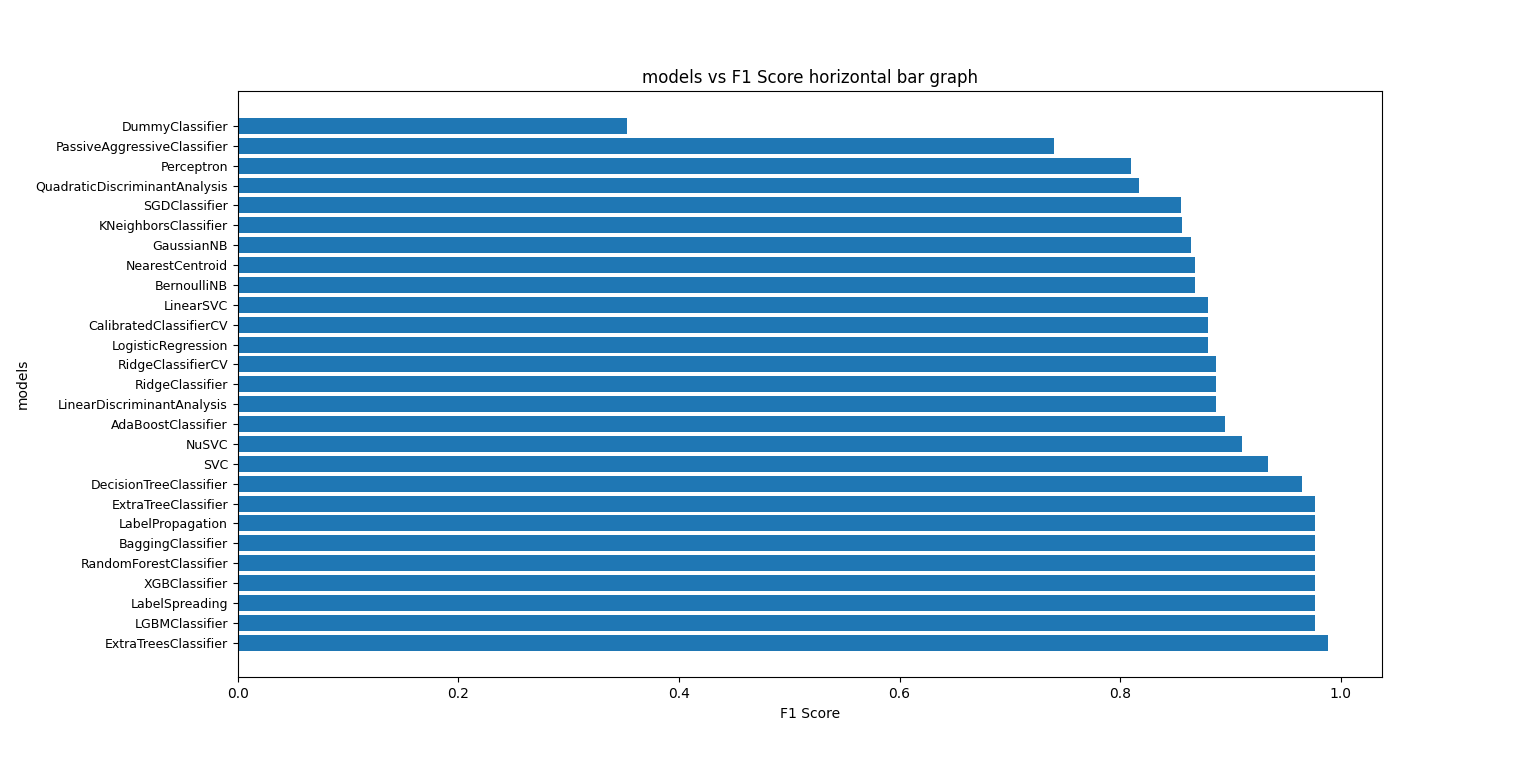 models vs F1 Score horizontal bar graph
DummyClassifier
PassiveAggressiveClassifier
Perceptron
QuadraticDiscriminantAnalysis
SGDClassifier
KNeighborsClassifier
GaussianNB
NearestCentroid
BernoulliNB
LinearSVC
CalibratedClassifierCV
LogisticRegression
RidgeClassifierCV
RidgeClassifier
LinearDiscriminantAnalysis
AdaBoostClassifier
NuSVC
SVC
DecisionTreeClassifier
ExtraTreeClassifier
LabelPropagation
BaggingClassifier
RandomForestClassifier
XGBClassifier
LabelSpreading
LGBMClassifier
ExtraTreesClassifier
models
0.0 0.2 0.4 0.6 0.8 1.0
F1 Score